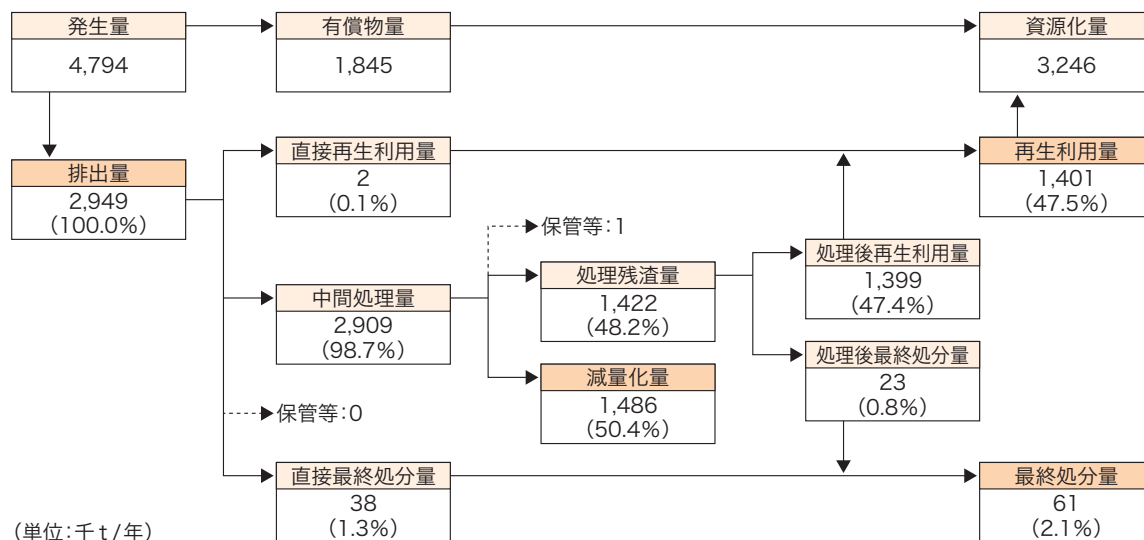 発生量
4,794
有償物量
1,845
資源化量
3,246
排出量
2,949
(100.0%)
直接再生利用量
2
(0.1%)
再生利用量
1,401
(47.5%)
保管等:1
処理残渣量
1,422
(48.2%)
処理後再生利用量
1,399
(47.4%)
中間処理量
2,909
(98.7%)
減量化量
1,486
(50.4%)
処理後最終処分量
23
(0.8%)
保管等:0
直接最終処分量
38
(1.3%)
最終処分量
61
(2.1%)
(単位:千t/年)